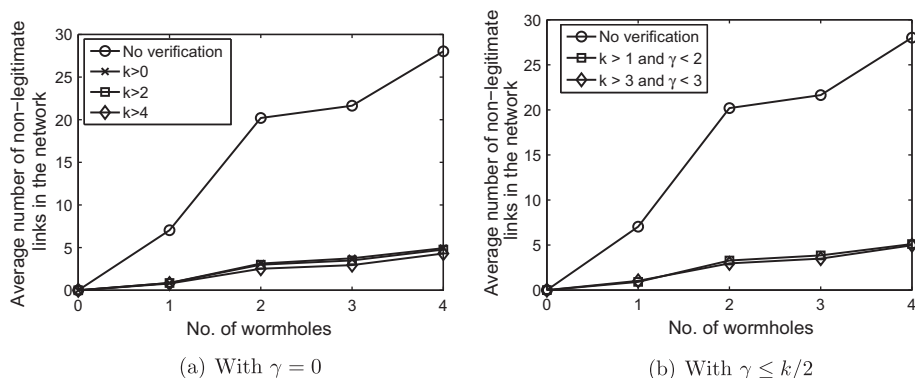 Average number of non-legitimate
links in the network
30
25
20
15
10
5
0
No verification
k>0
k>2
k>4
0 1 2 3 4
No. of wormholes
(a) With γ = 0
Average number of non-legitimate
links in the network
30
25
20
15
10
5
0
No verification
k > 1 and γ < 2
k > 3 and γ < 3
0 1 2 3 4
No. of wormholes
(b) With γ ≤ k/2